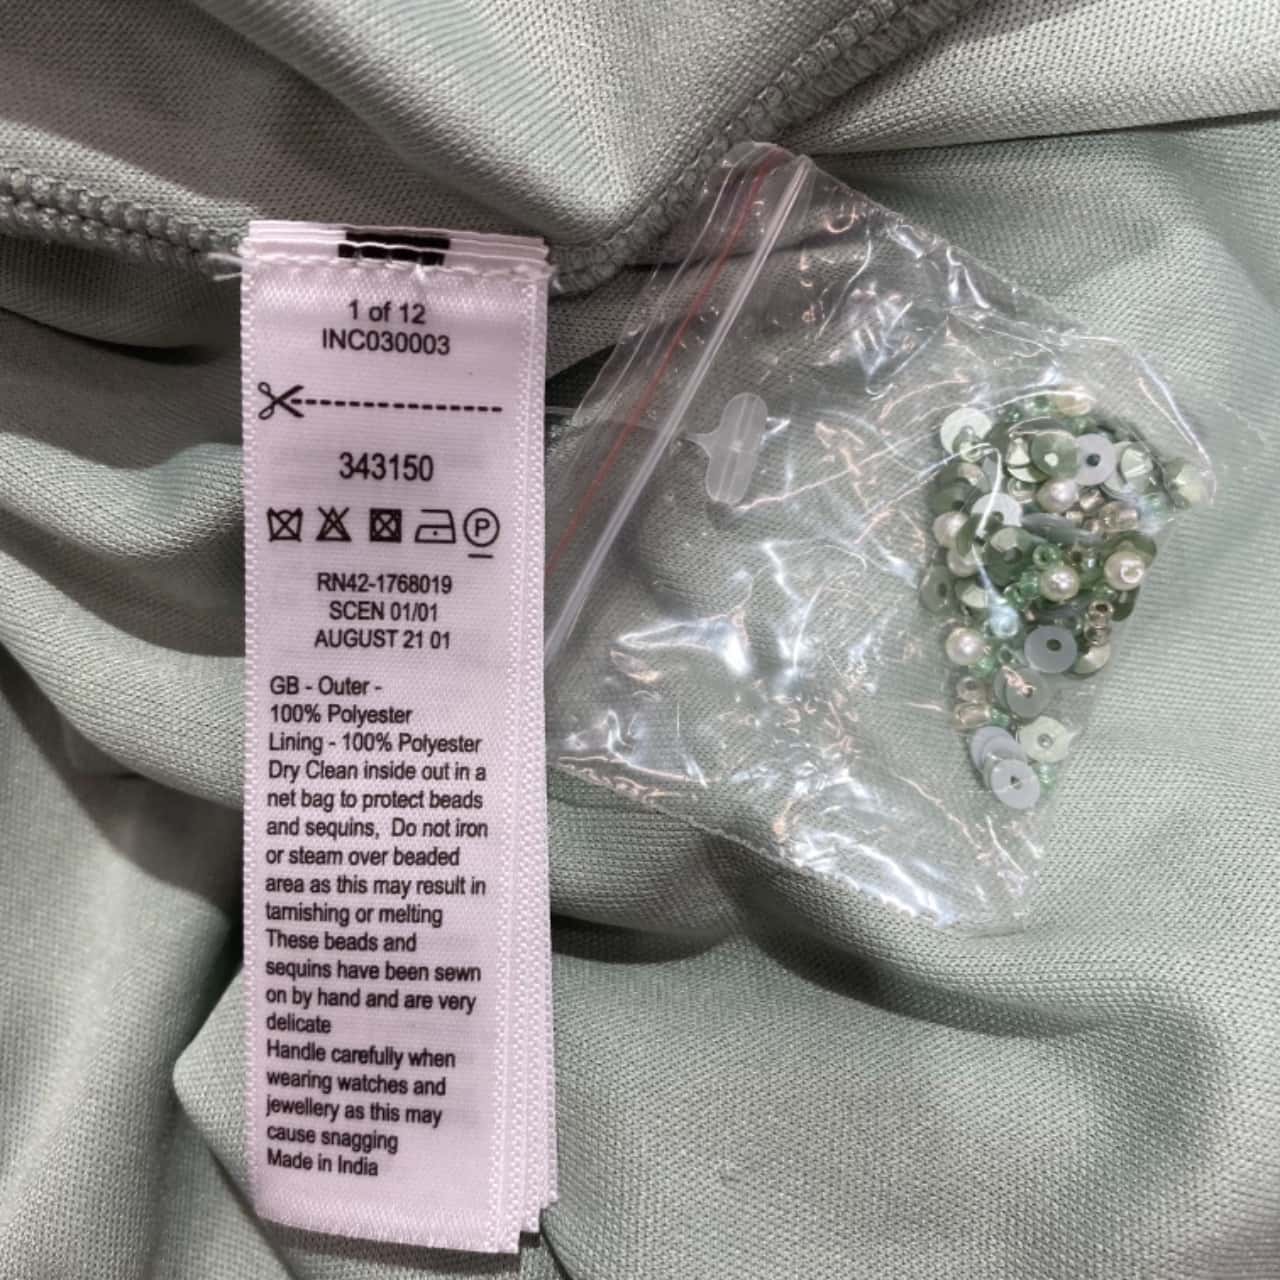 1 of 12
INC030003
343150
P
RN42-1768019
SCEN 01/01
AUGUST 21 01
GB - Outer -
100% Polyester
Lining - 100% Polyester
Dry Clean inside out in a
net bag to protect beads
and sequins, Do not iron
or steam over beaded
area as this may result in
tarnishing or melting
These beads and
sequins have been sewn
on by hand and are very
delicate
Handle carefully when
wearing watches and
jewellery as this may
cause snagging
Made in India